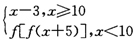 {x-3, x≥10
f[f(x+5)], x<10